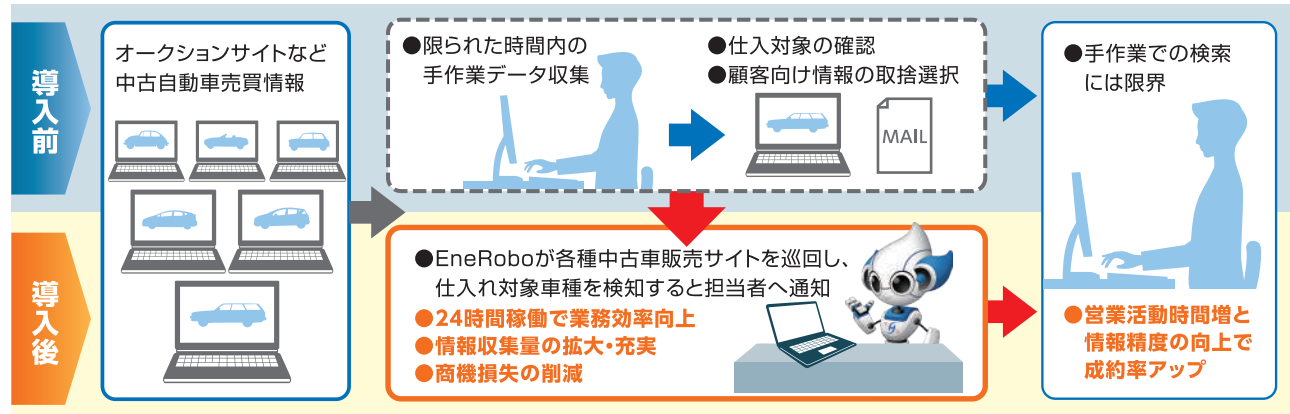 導入前
オークションサイトなど
中古自動車売買情報
●限られた時間内の
手作業データ収集
●仕入対象の確認
●顧客向け情報の取捨選択
MAIL
●手作業での検索
には限界
導入後
●EneRoboが各種中古車販売サイトを巡回し、
仕入れ対象車種を検知すると担当者へ通知
●24時間稼働で業務効率向上
●情報収集量の拡大・充実
●商機損失の削減
●営業活動時間増と
情報精度の向上で
成約率アップ